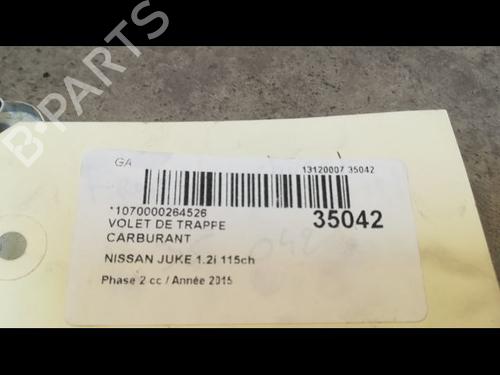 B-PARTS
GA
13120007 35042
*1070000264526
35042
VOLET DE TRAPPE
CARBURANT
NISSAN JUKE 1.2i 115ch
Phase 2 cc / Année 2015